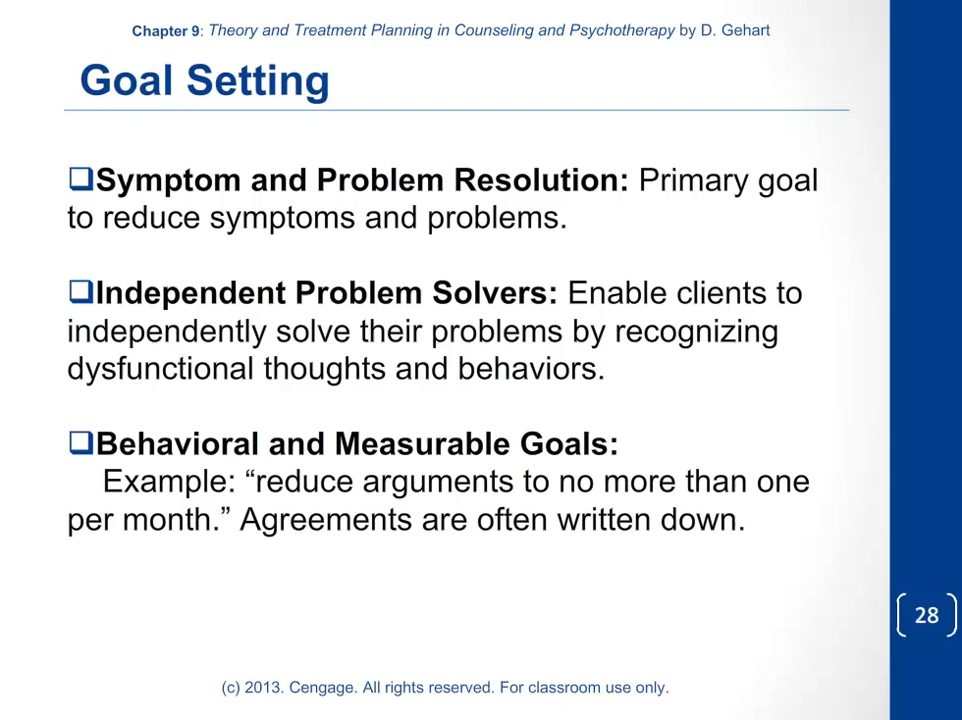 Chapter 9: Theory and Treatment Planning in Counseling and Psychotherapy by D. Gehart
Goal Setting
❑Symptom and Problem Resolution: Primary goal
to reduce symptoms and problems.
❑Independent Problem Solvers: Enable clients to
independently solve their problems by recognizing
dysfunctional thoughts and behaviors.
❑Behavioral and Measurable Goals:
Example: “reduce arguments to no more than one
per month.” Agreements are often written down.
28
(c) 2013. Cengage. All rights reserved. For classroom use only.